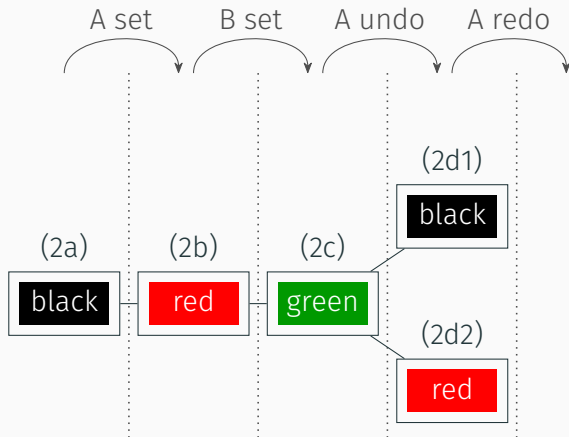 A set
B set
A undo
A redo
(2d1)
black
(2a)
(2b)
(2c)
black
red
green
(2d2)
red